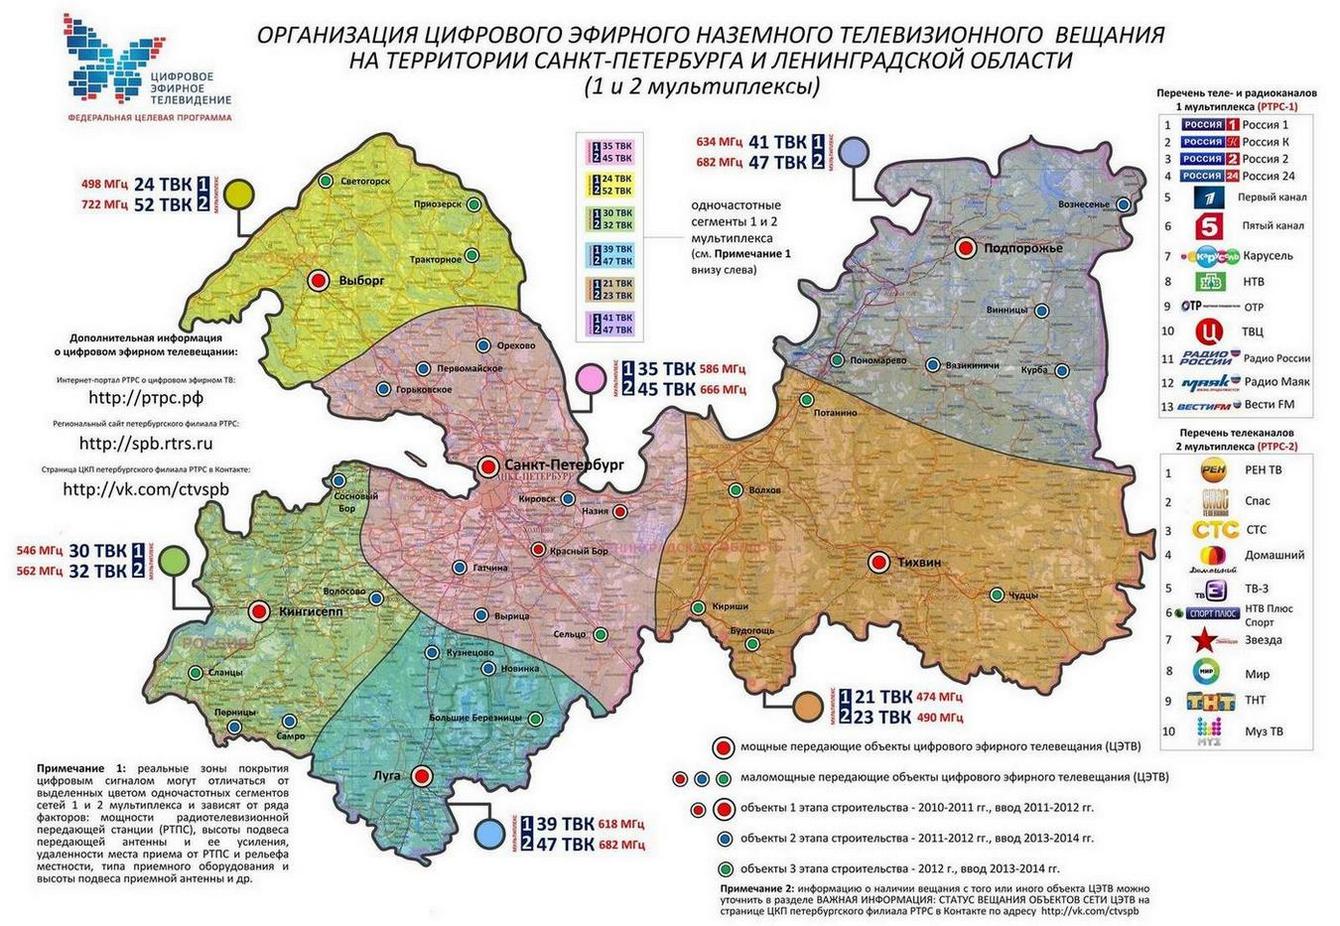 ОРГАНИЗАЦИЯ ЦИФРОВОГО ЭФИРНОГО НАЗЕМНОГО ТЕЛЕВИЗИОННОГО ВЕЩАНИЯ
НА ТЕРРИТОРИИ САНКТ-ПЕТЕРБУРГА И ЛЕНИНГРАДСКОЙ ОБЛАСТИ
(1 и 2 мультиплексы)
ЦИФРОВОЕ
ЭФИРНОЕ
ТЕЛЕВИДЕНИЕ
ФЕДЕРАЛЬНАЯ ЦЕЛЕВАЯ ПРОГРАММА
498 МГц 24 ТВК 1
722 МГц 52 ТВК 2
МУЛЬТИПЛЕКС
Светогорск
Приозерск
Тракторное
Выборг
1 35 ТВК
2 45 ТВК
1 24 ТВК
2 52 ТВК
1 30 ТВК
2 32 ТВК
1 39 ТВК
2 47 ТВК
1 21 ТВК
2 23 ТВК
1 41 ТВК
2 47 ТВК
одночастотные
сегменты 1 и 2
мультиплекса
(см. Примечание 1
внизу слева)
634 МГц 41 ТВК 1
682 МГц 47 ТВК 2
МУЛЬТИПЛЕКС
Вознесенье
Подпорожье
Винницы
Пономарево
Вязикиничи
Курба
Дополнительная информация
о цифровом эфирном телевещании:
Интернет-портал РТРС о цифровом эфирном ТВ:
http://ртрс.рф
Региональный сайт петербургского филиала РТРС:
http://spb.rtrs.ru
Страница ЦКП петербургского филиала РТРС в Контакте:
http://vk.com/ctvspb
Орехово
Первомайское
Горьковское
МУЛЬТИПЛЕКС
1 35 ТВК 586 МГц
2 45 ТВК 666 МГц
Санкт-Петербург
Кировск
Назия
Красный Бор
Гатчина
Вырица
Сельцо
Потанино
Волхов
Тихвин
Чудцы
Кириши
Будогощь
ЛЕНИНГРАДСКАЯ ОБЛАСТЬ
546 МГц 30 ТВК 1
562 МГц 32 ТВК 2
МУЛЬТИПЛЕКС
Сосновый
Бор
Волосово
Кингисепп
РОССИЯ
Сланцы
Перницы
Самро
Кузнецово
Новинка
Большие Березницы
Луга
1 21 ТВК 474 МГц
2 23 ТВК 490 МГц
МУЛЬТИПЛЕКС
МУЛЬТИПЛЕКС
1 39 ТВК 618 МГц
2 47 ТВК 682 МГц
Примечание 1: реальные зоны покрытия
цифровым сигналом могут отличаться от
выделенных цветом одночастотных сегментов
сетей 1 и 2 мультиплекса и зависят от ряда
факторов: мощности радиотелевизионной
передающей станции (РТПС), высоты подвеса
передающей антенны и ее усиления,
удаленности места приема от РТПС и рельефа
местности, типа приемного оборудования и
высоты подвеса приемной антенны и др.
мощные передающие объекты цифрового эфирного телевещания (ЦЭТВ)
маломощные передающие объекты цифрового эфирного телевещания (ЦЭТВ)
объекты 1 этапа строительства - 2010-2011 гг., ввод 2011-2012 гг.
объекты 2 этапа строительства - 2011-2012 гг., ввод 2013-2014 гг.
объекты 3 этапа строительства - 2012 г., ввод 2013-2014 гг.
Примечание 2: информацию о наличии вещания с того или иного объекта ЦЭТВ можно
уточнить в разделе ВАЖНАЯ ИНФОРМАЦИЯ: СТАТУС ВЕЩАНИЯ ОБЪЕКТОВ СЕТИ ЦЭТВ на
странице ЦКП петербургского филиала РТРС в Контакте по адресу http://vk.com/ctvspb
Перечень теле- и радиоканалов
1 мультиплекса (РТРС-1)
1 РОССИЯ 1 Россия 1
2 РОССИЯ К Россия К
3 РОССИЯ 2 Россия 2
4 РОССИЯ 24 Россия 24
5 1 Первый канал
6 5 Пятый канал
7 Карусель Карусель
8 НТВ НТВ
9 ОТР ОТР
10 Ц ТВЦ
11 РАДИО РОССИИ Радио России
12 маяк Радио Маяк
13 ВЕСТИFM Вести FM
Перечень телеканалов
2 мультиплекса (РТРС-2)
1 РЕН РЕН ТВ
2 СПАС ТЕЛЕКАНАЛ Спас
3 СТС СТС
4 Домашний Домашний
5 ТВ3 ТВ-3
6 СПОРТ ПЛЮС НТВ Плюс
Спорт
7 Звезда
8 МИР Мир
9 ТНТ ТНТ
10 МУЗ Муз ТВ